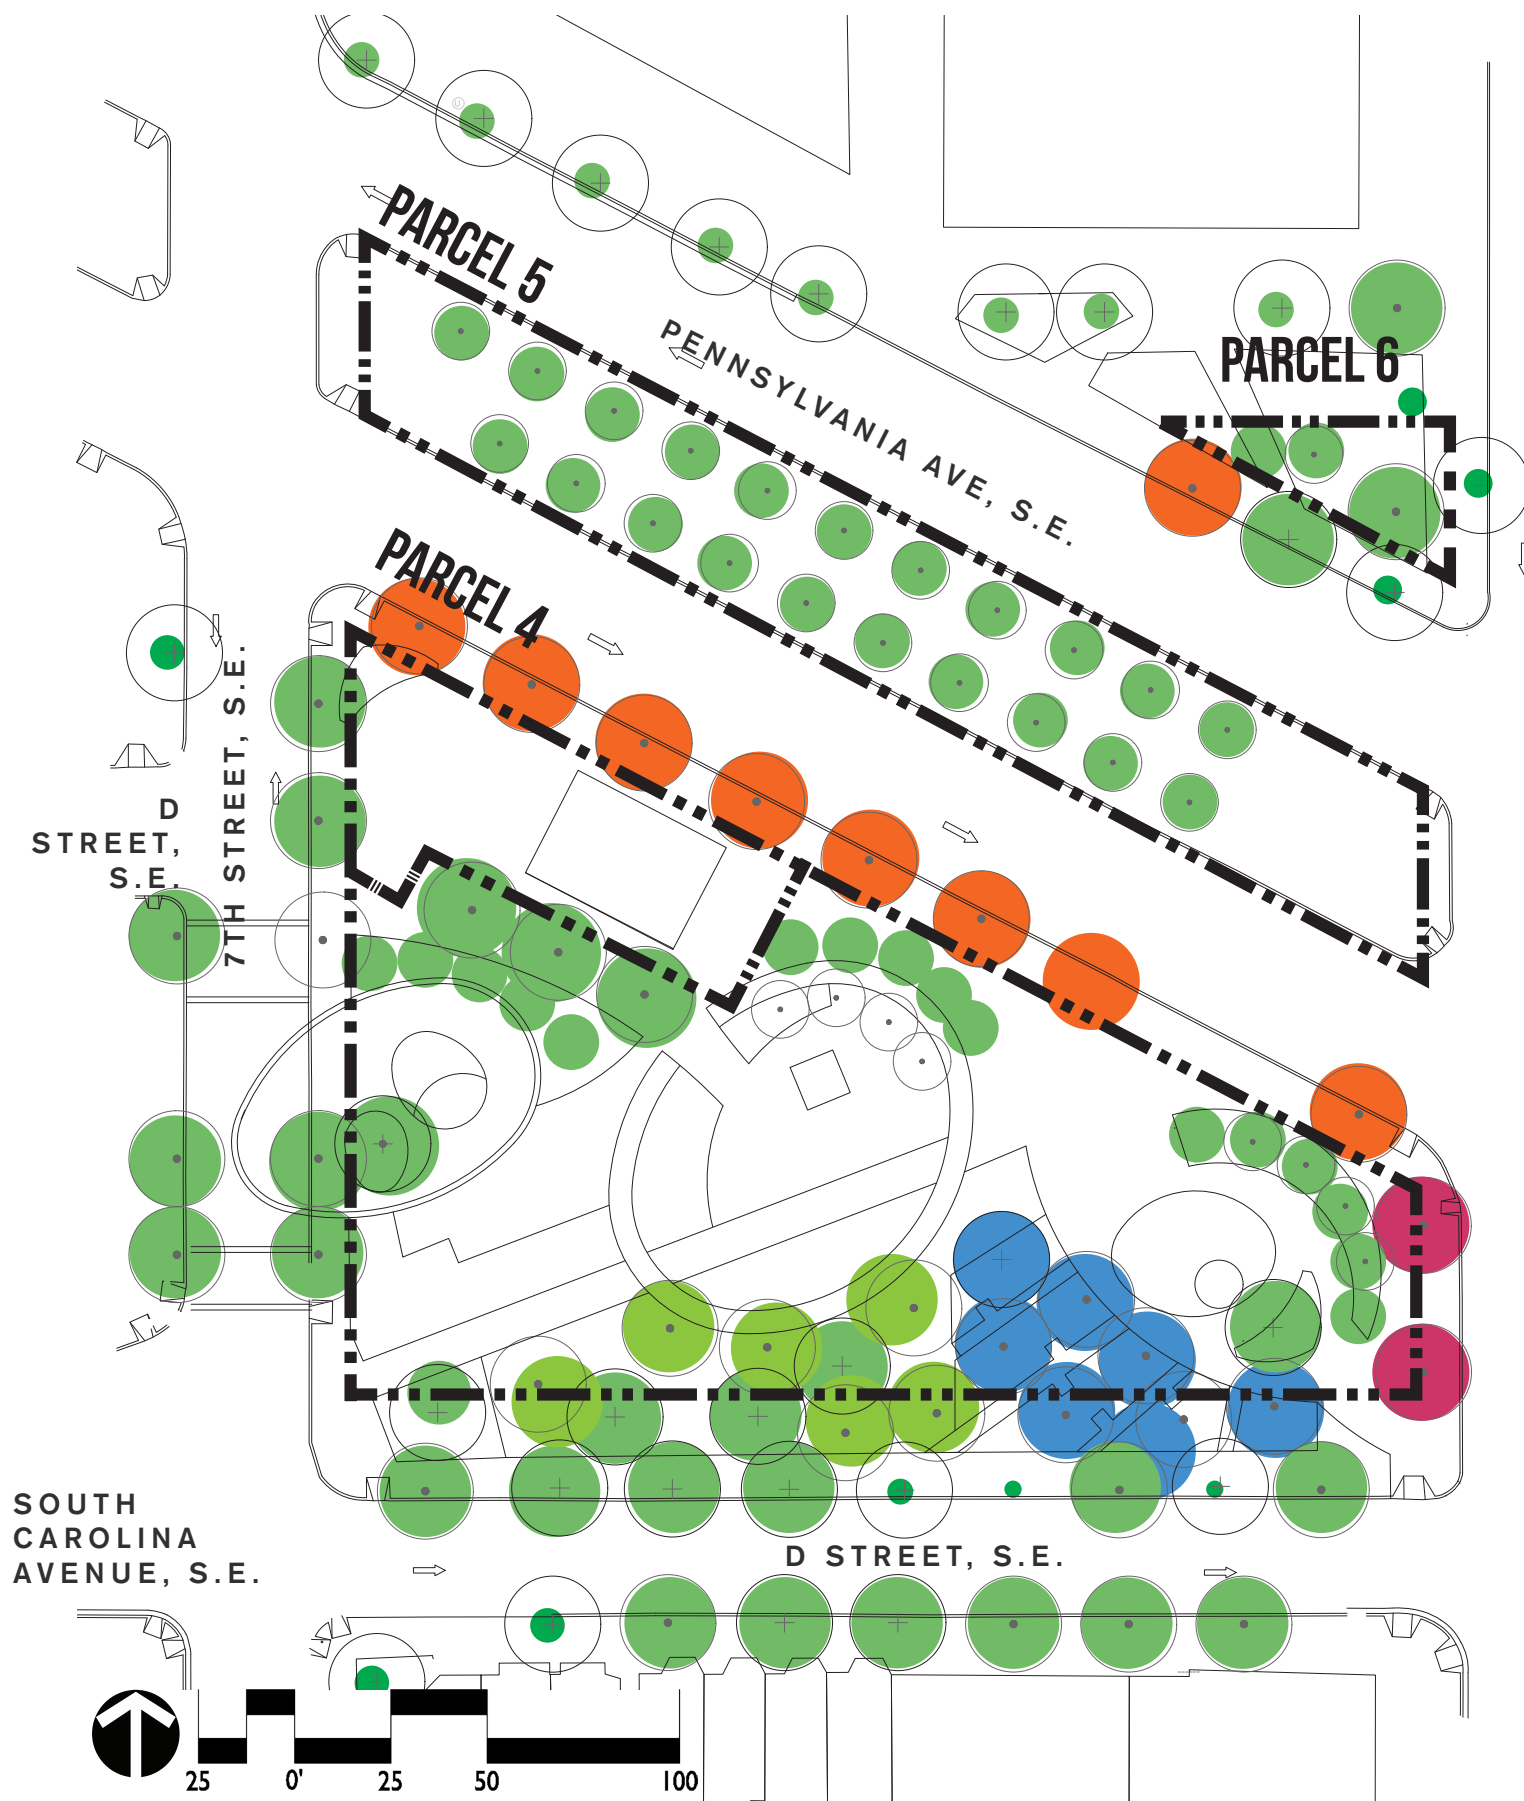 PARCEL 5
PENNSYLVANIA AVE, S.E.
PARCEL 6
PARCEL 4
7TH STREET, S.E.
D
STREET,
S.E.
SOUTH
CAROLINA
AVENUE, S.E.
D STREET, S.E.
25 0' 25 50 100